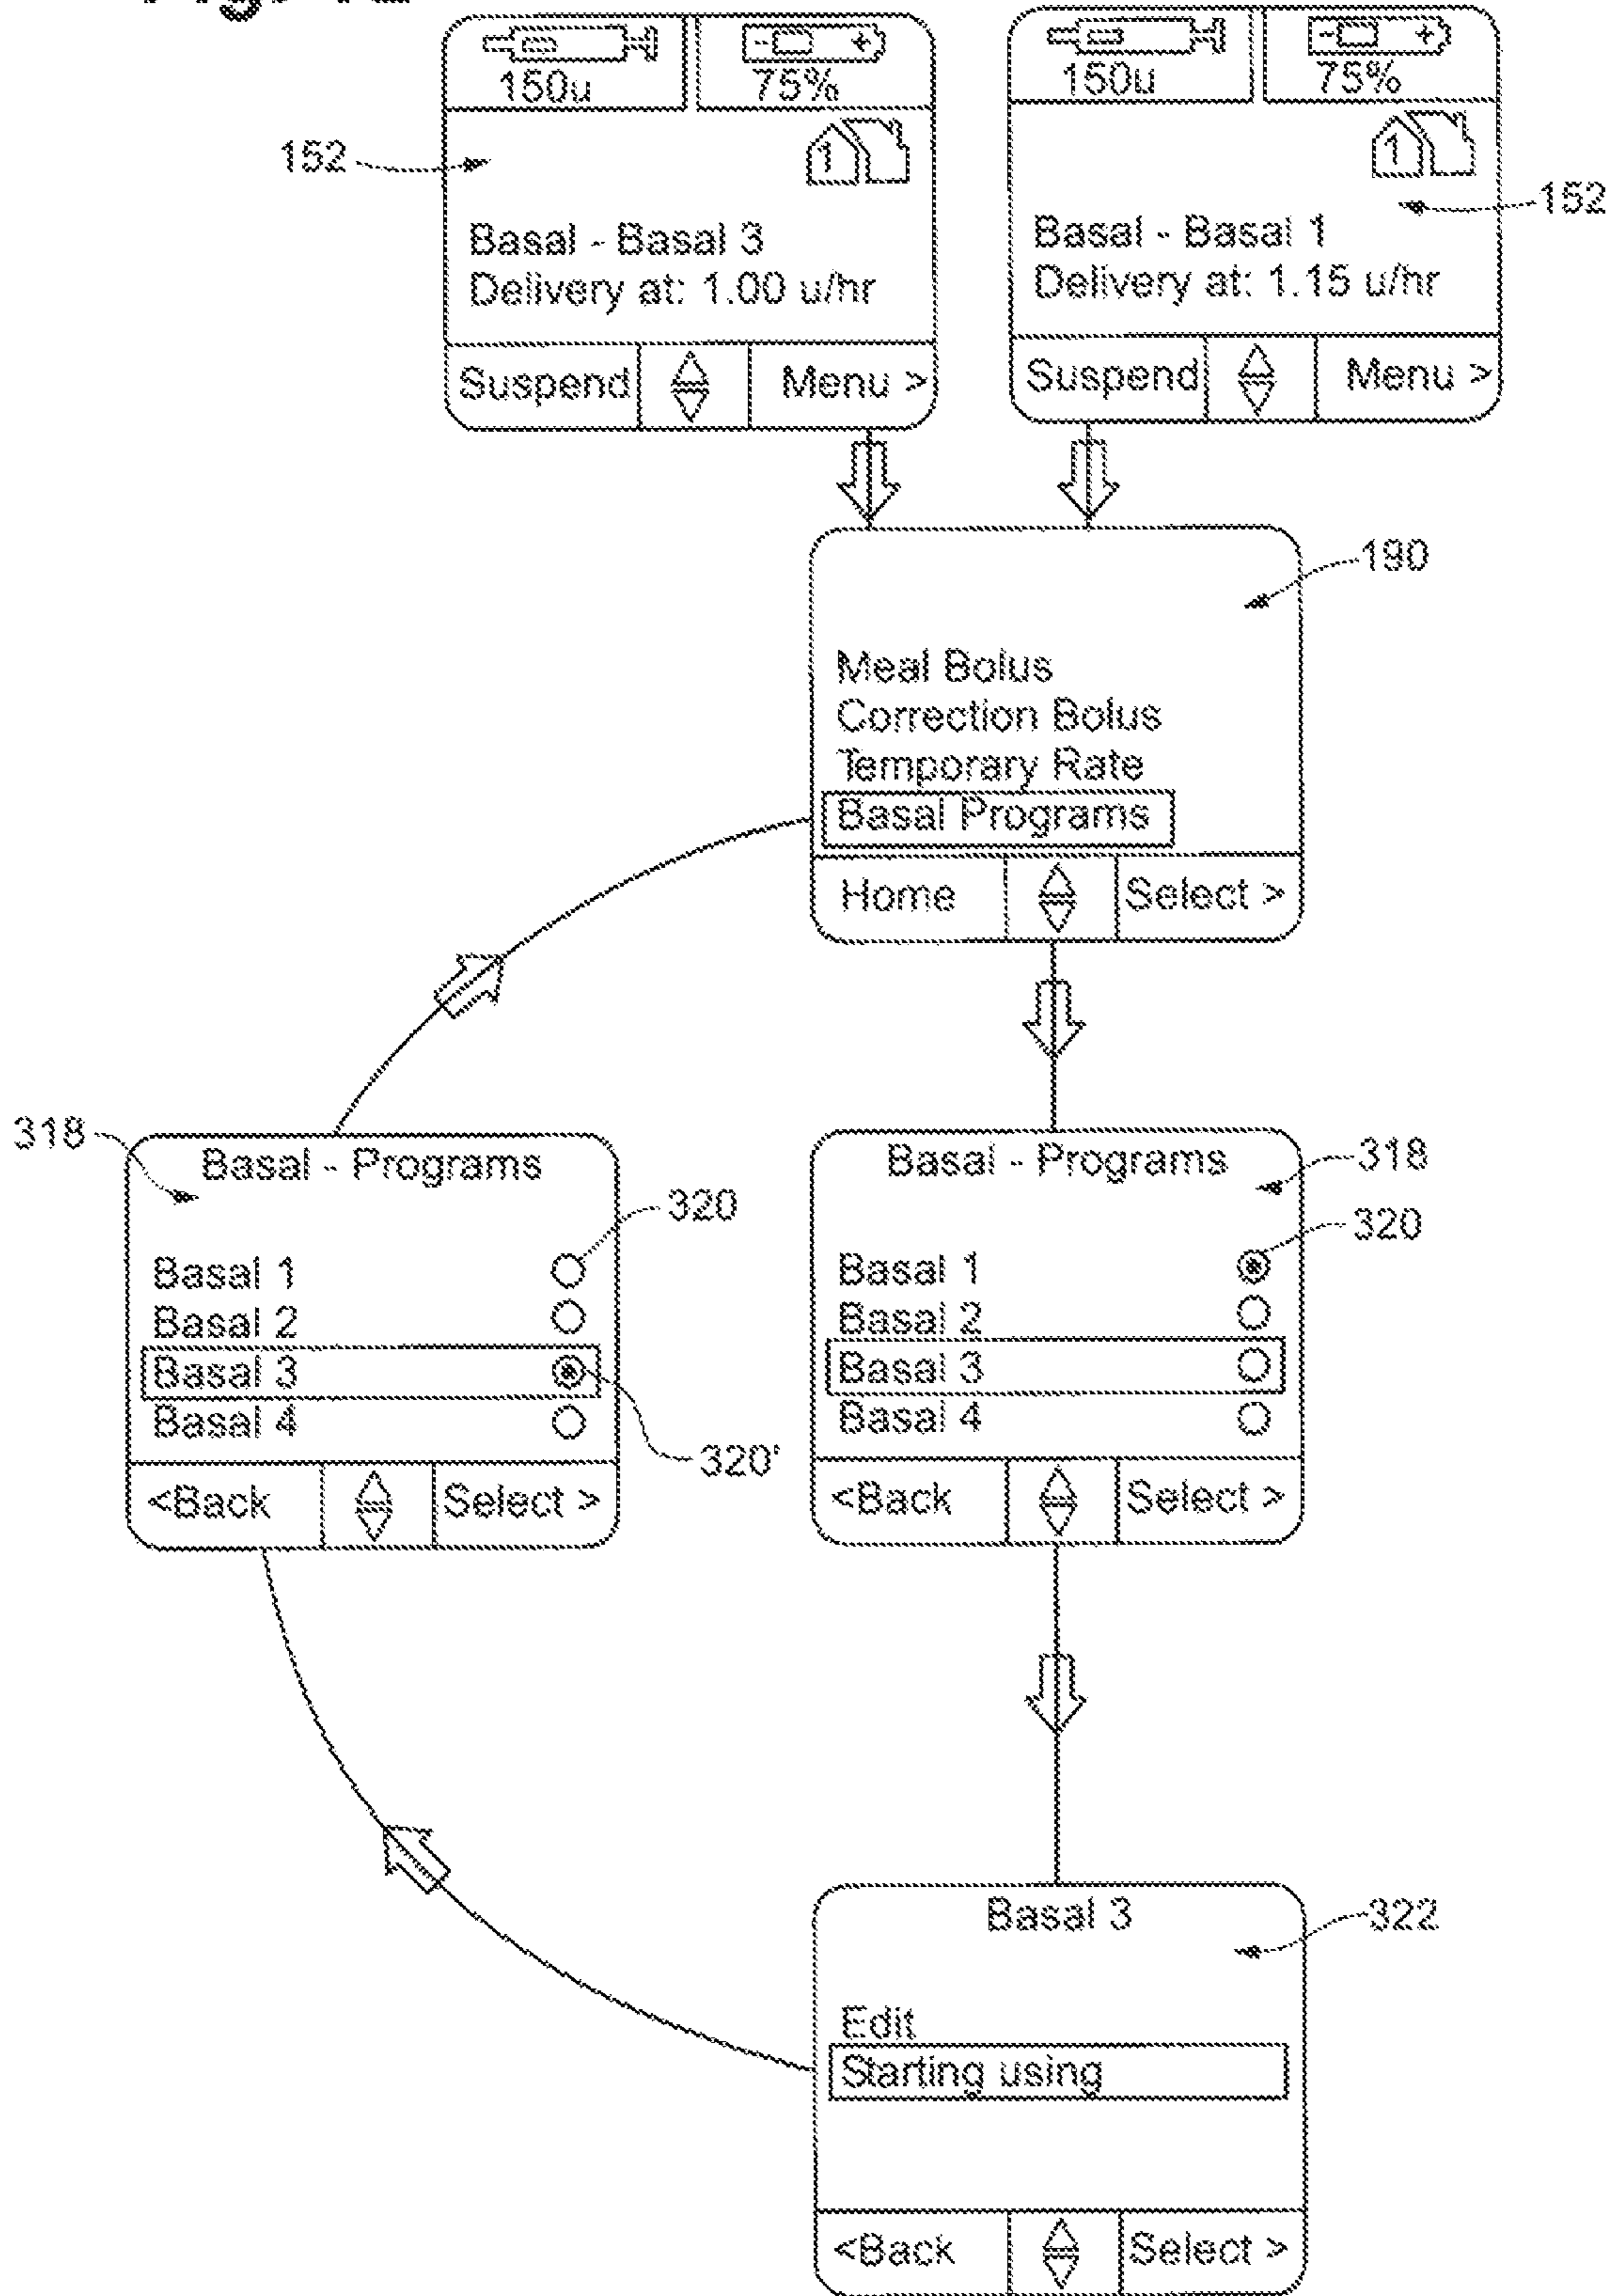 150u
75%
150u
75%
1
1
152
152
Basal - Basal 3
Delivery at: 1.00 u/hr
Basal - Basal 1
Delivery at: 1.15 u/hr
Suspend
Menu >
Suspend
Menu >
190
Meal Bolus
Correction Bolus
Temporary Rate
Basal Programs
Home
Select >
318
Basal - Programs
320
Basal 1
Basal 2
Basal 3
Basal 4
320'
<Back
Select >
Basal - Programs
318
320
Basal 1
Basal 2
Basal 3
Basal 4
<Back
Select >
Basal 3
322
Edit
Starting using
<Back
Select >